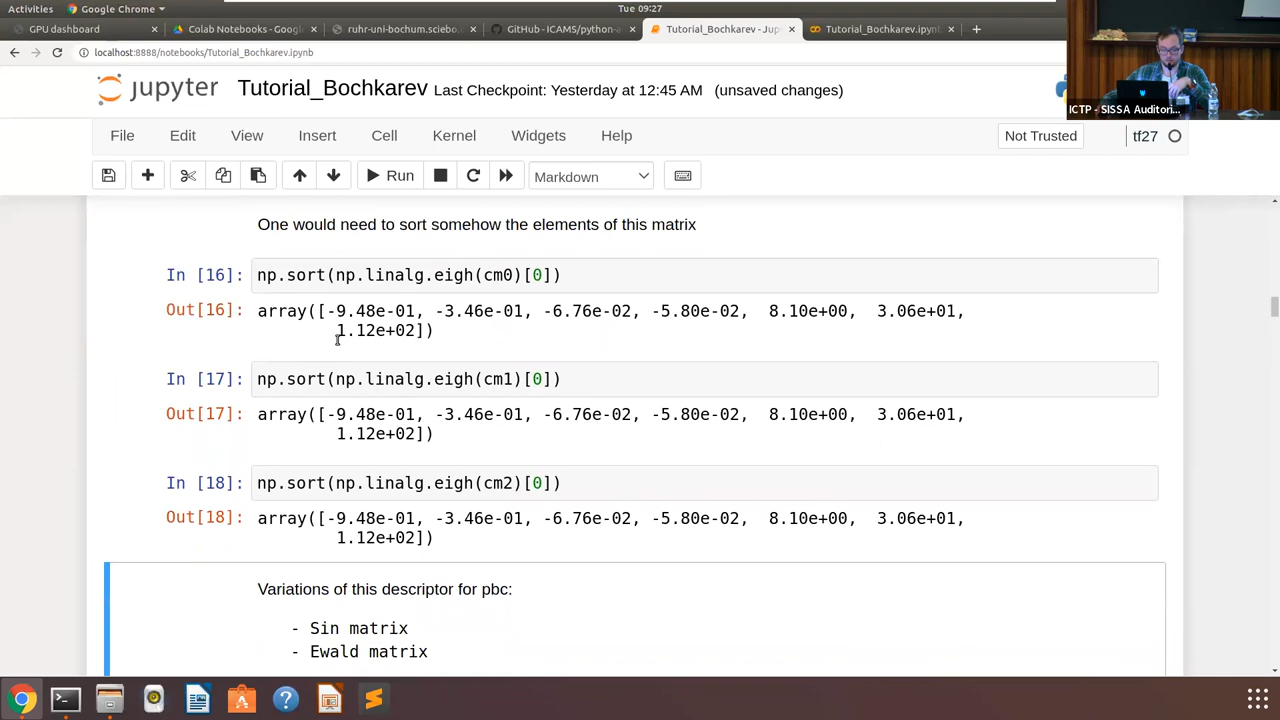 Activities
Google Chrome
Tue 09:27
GPU dashboard
Colab Notebooks - Google
ruhr-uni-bochum.sciebo
GitHub - ICAMS/python-a
Tutorial_Bochkarev - Jup
Tutorial_Bochkarev.ipynb
localhost:8888/notebooks/Tutorial_Bochkarev.ipynb
jupyter
Tutorial_Bochkarev Last Checkpoint: Yesterday at 12:45 AM (unsaved changes)
ICTP - SISSA Auditori...
File Edit View Insert Cell Kernel Widgets Help
Not Trusted
tf27
Run
Markdown
One would need to sort somehow the elements of this matrix
In [16]: np.sort(np.linalg.eigh(cm0)[0])
Out[16]: array([-9.48e-01, -3.46e-01, -6.76e-02, -5.80e-02, 8.10e+00, 3.06e+01,
1.12e+02])
In [17]: np.sort(np.linalg.eigh(cm1)[0])
Out[17]: array([-9.48e-01, -3.46e-01, -6.76e-02, -5.80e-02, 8.10e+00, 3.06e+01,
1.12e+02])
In [18]: np.sort(np.linalg.eigh(cm2)[0])
Out[18]: array([-9.48e-01, -3.46e-01, -6.76e-02, -5.80e-02, 8.10e+00, 3.06e+01,
1.12e+02])
Variations of this descriptor for pbc:
- Sin matrix
- Ewald matrix